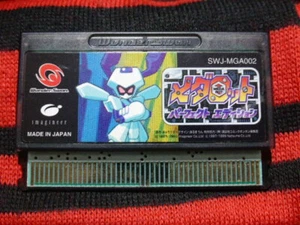 WonderSwan
SWJ-MGA002
メダロット
パーフェクト エディション
imagineer
MADE IN JAPAN